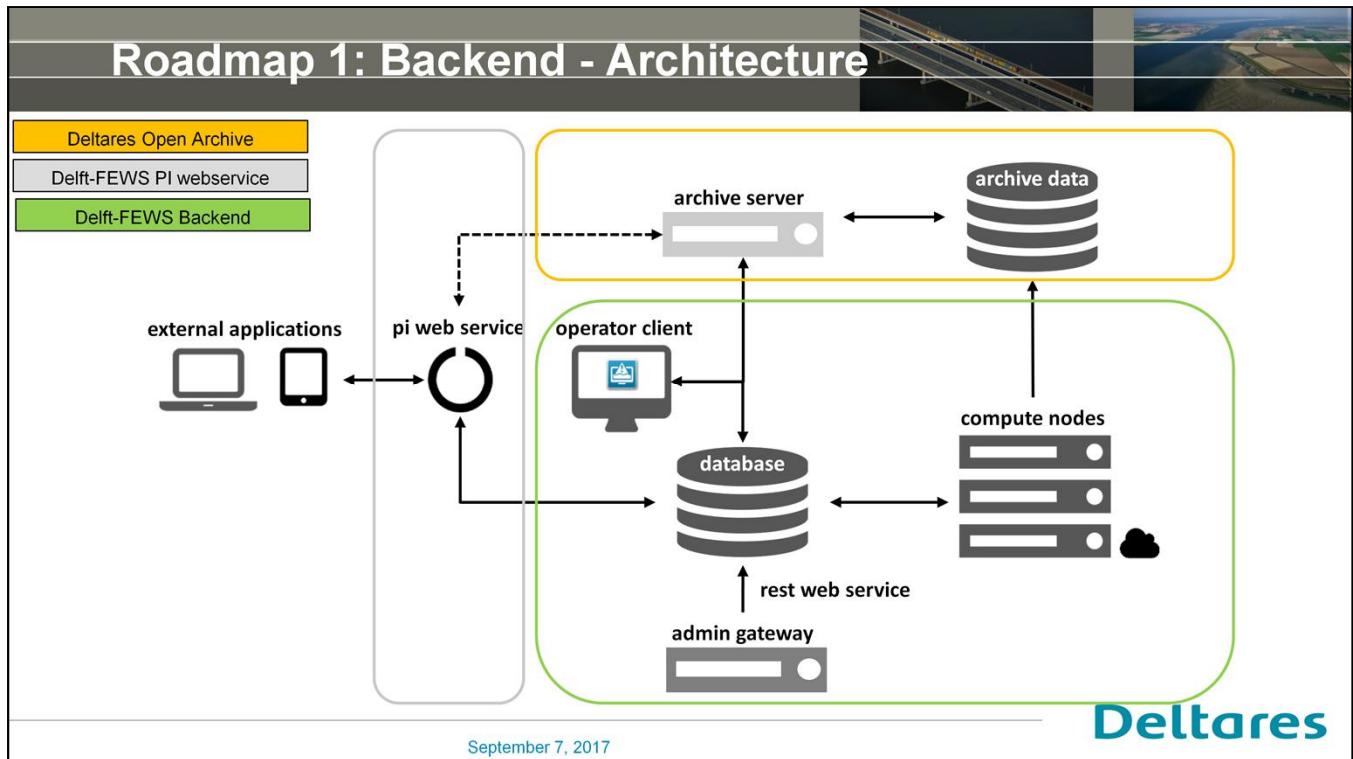 Roadmap 1: Backend - Architecture
Deltares Open Archive
Delft-FEWS PI webservice
Delft-FEWS Backend
archive server
archive data
external applications
pi web service
operator client
compute nodes
database
rest web service
admin gateway
Deltares
September 7, 2017